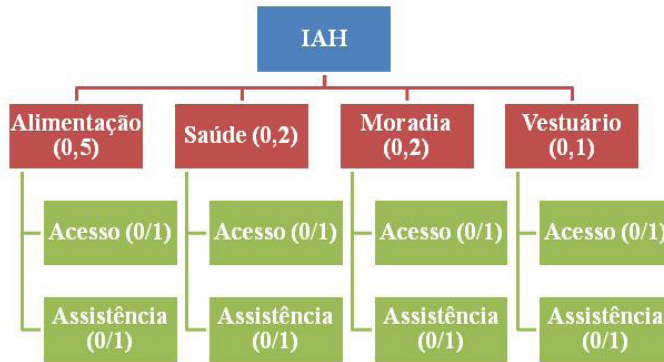 IAH
Alimentação
(0,5)
Saúde (0,2)
Moradia
(0,2)
Vestuário
(0,1)
Acesso (0/1)
Acesso (0/1)
Acesso (0/1)
Acesso (0/1)
Assistência
(0/1)
Assistência
(0/1)
Assistência
(0/1)
Assistência
(0/1)